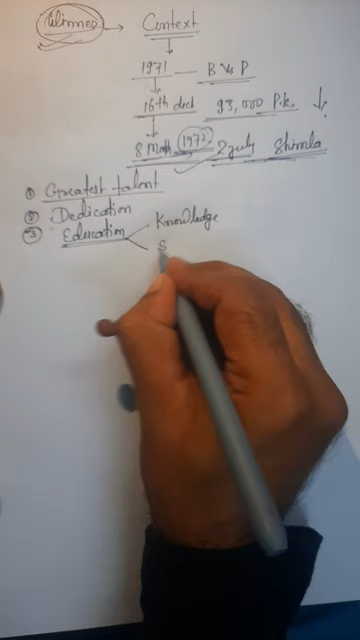 Context
1971 — B vs P
16th dec 93,000 P.k.
8 Month (1972) 2 July Shimla
① Greatest talent
② Dedication
③ Education
Knowledge
S